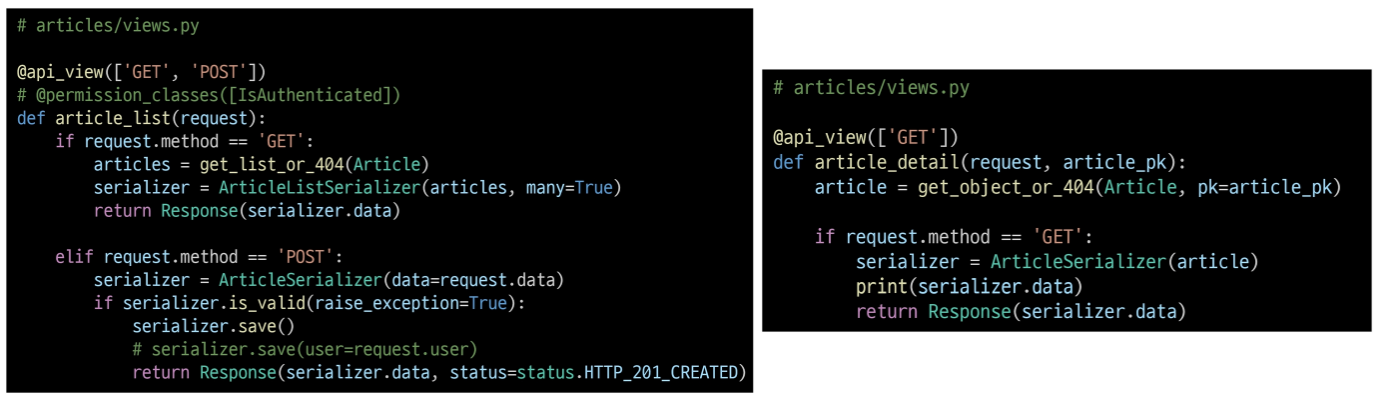 # articles/views.py
@api_view(['GET', 'POST'])
# @permission_classes([IsAuthenticated])
def article_list(request):
    if request.method == 'GET':
        articles = get_list_or_404(Article)
        serializer = ArticleListSerializer(articles, many=True)
        return Response(serializer.data)
    elif request.method == 'POST':
        serializer = ArticleSerializer(data=request.data)
        if serializer.is_valid(raise_exception=True):
            serializer.save()
            # serializer.save(user=request.user)
            return Response(serializer.data, status=status.HTTP_201_CREATED)
# articles/views.py
@api_view(['GET'])
def article_detail(request, article_pk):
    article = get_object_or_404(Article, pk=article_pk)
    if request.method == 'GET':
        serializer = ArticleSerializer(article)
        print(serializer.data)
        return Response(serializer.data)